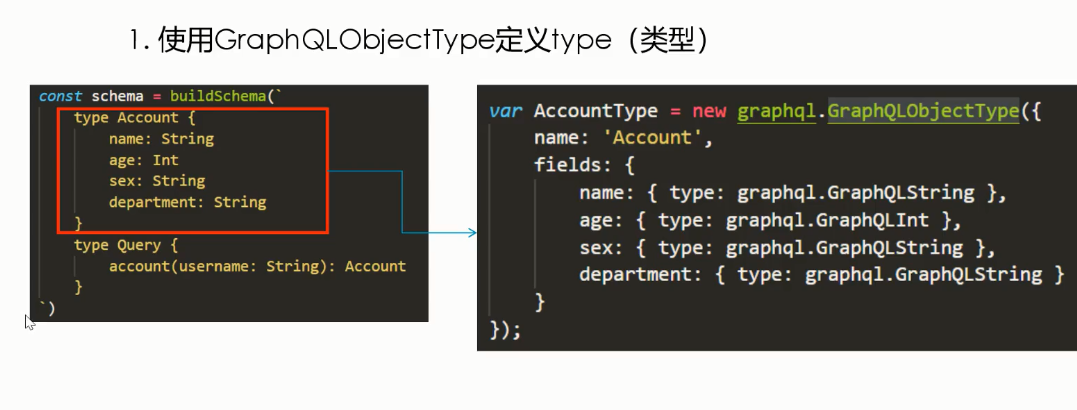 1. 使用GraphQLObjectType定义type（类型）
const schema = buildSchema(`
type Account {
name: String
age: Int
sex: String
department: String
}
type Query {
account(username: String): Account
}
`)
var AccountType = new graphql.GraphQLObjectType({
name: 'Account',
fields: {
name: { type: graphql.GraphQLString },
age: { type: graphql.GraphQLInt },
sex: { type: graphql.GraphQLString },
department: { type: graphql.GraphQLString }
}
});